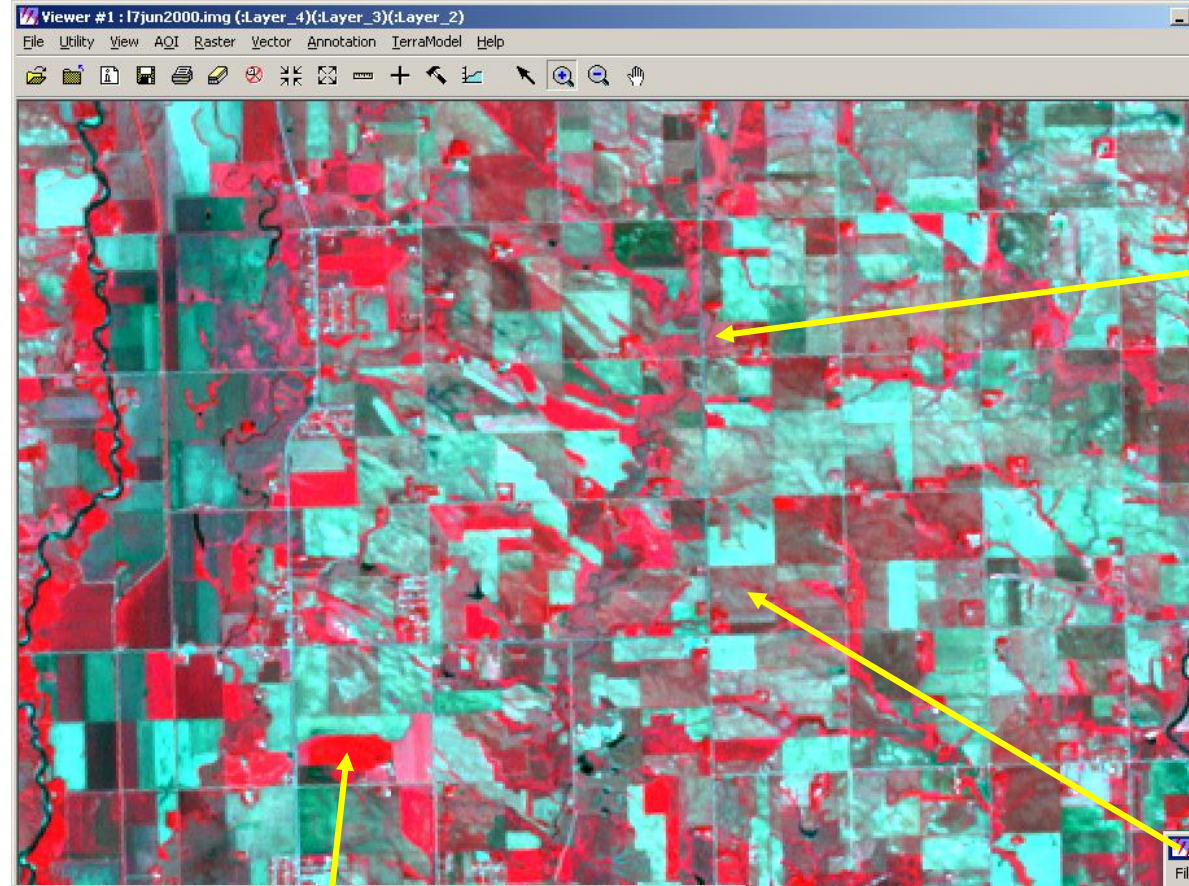 Viewer #1 : l7jun2000.img (:Layer_4)(:Layer_3)(:Layer_2)
File Utility View AOI Raster Vector Annotation TerraModel Help
Fil